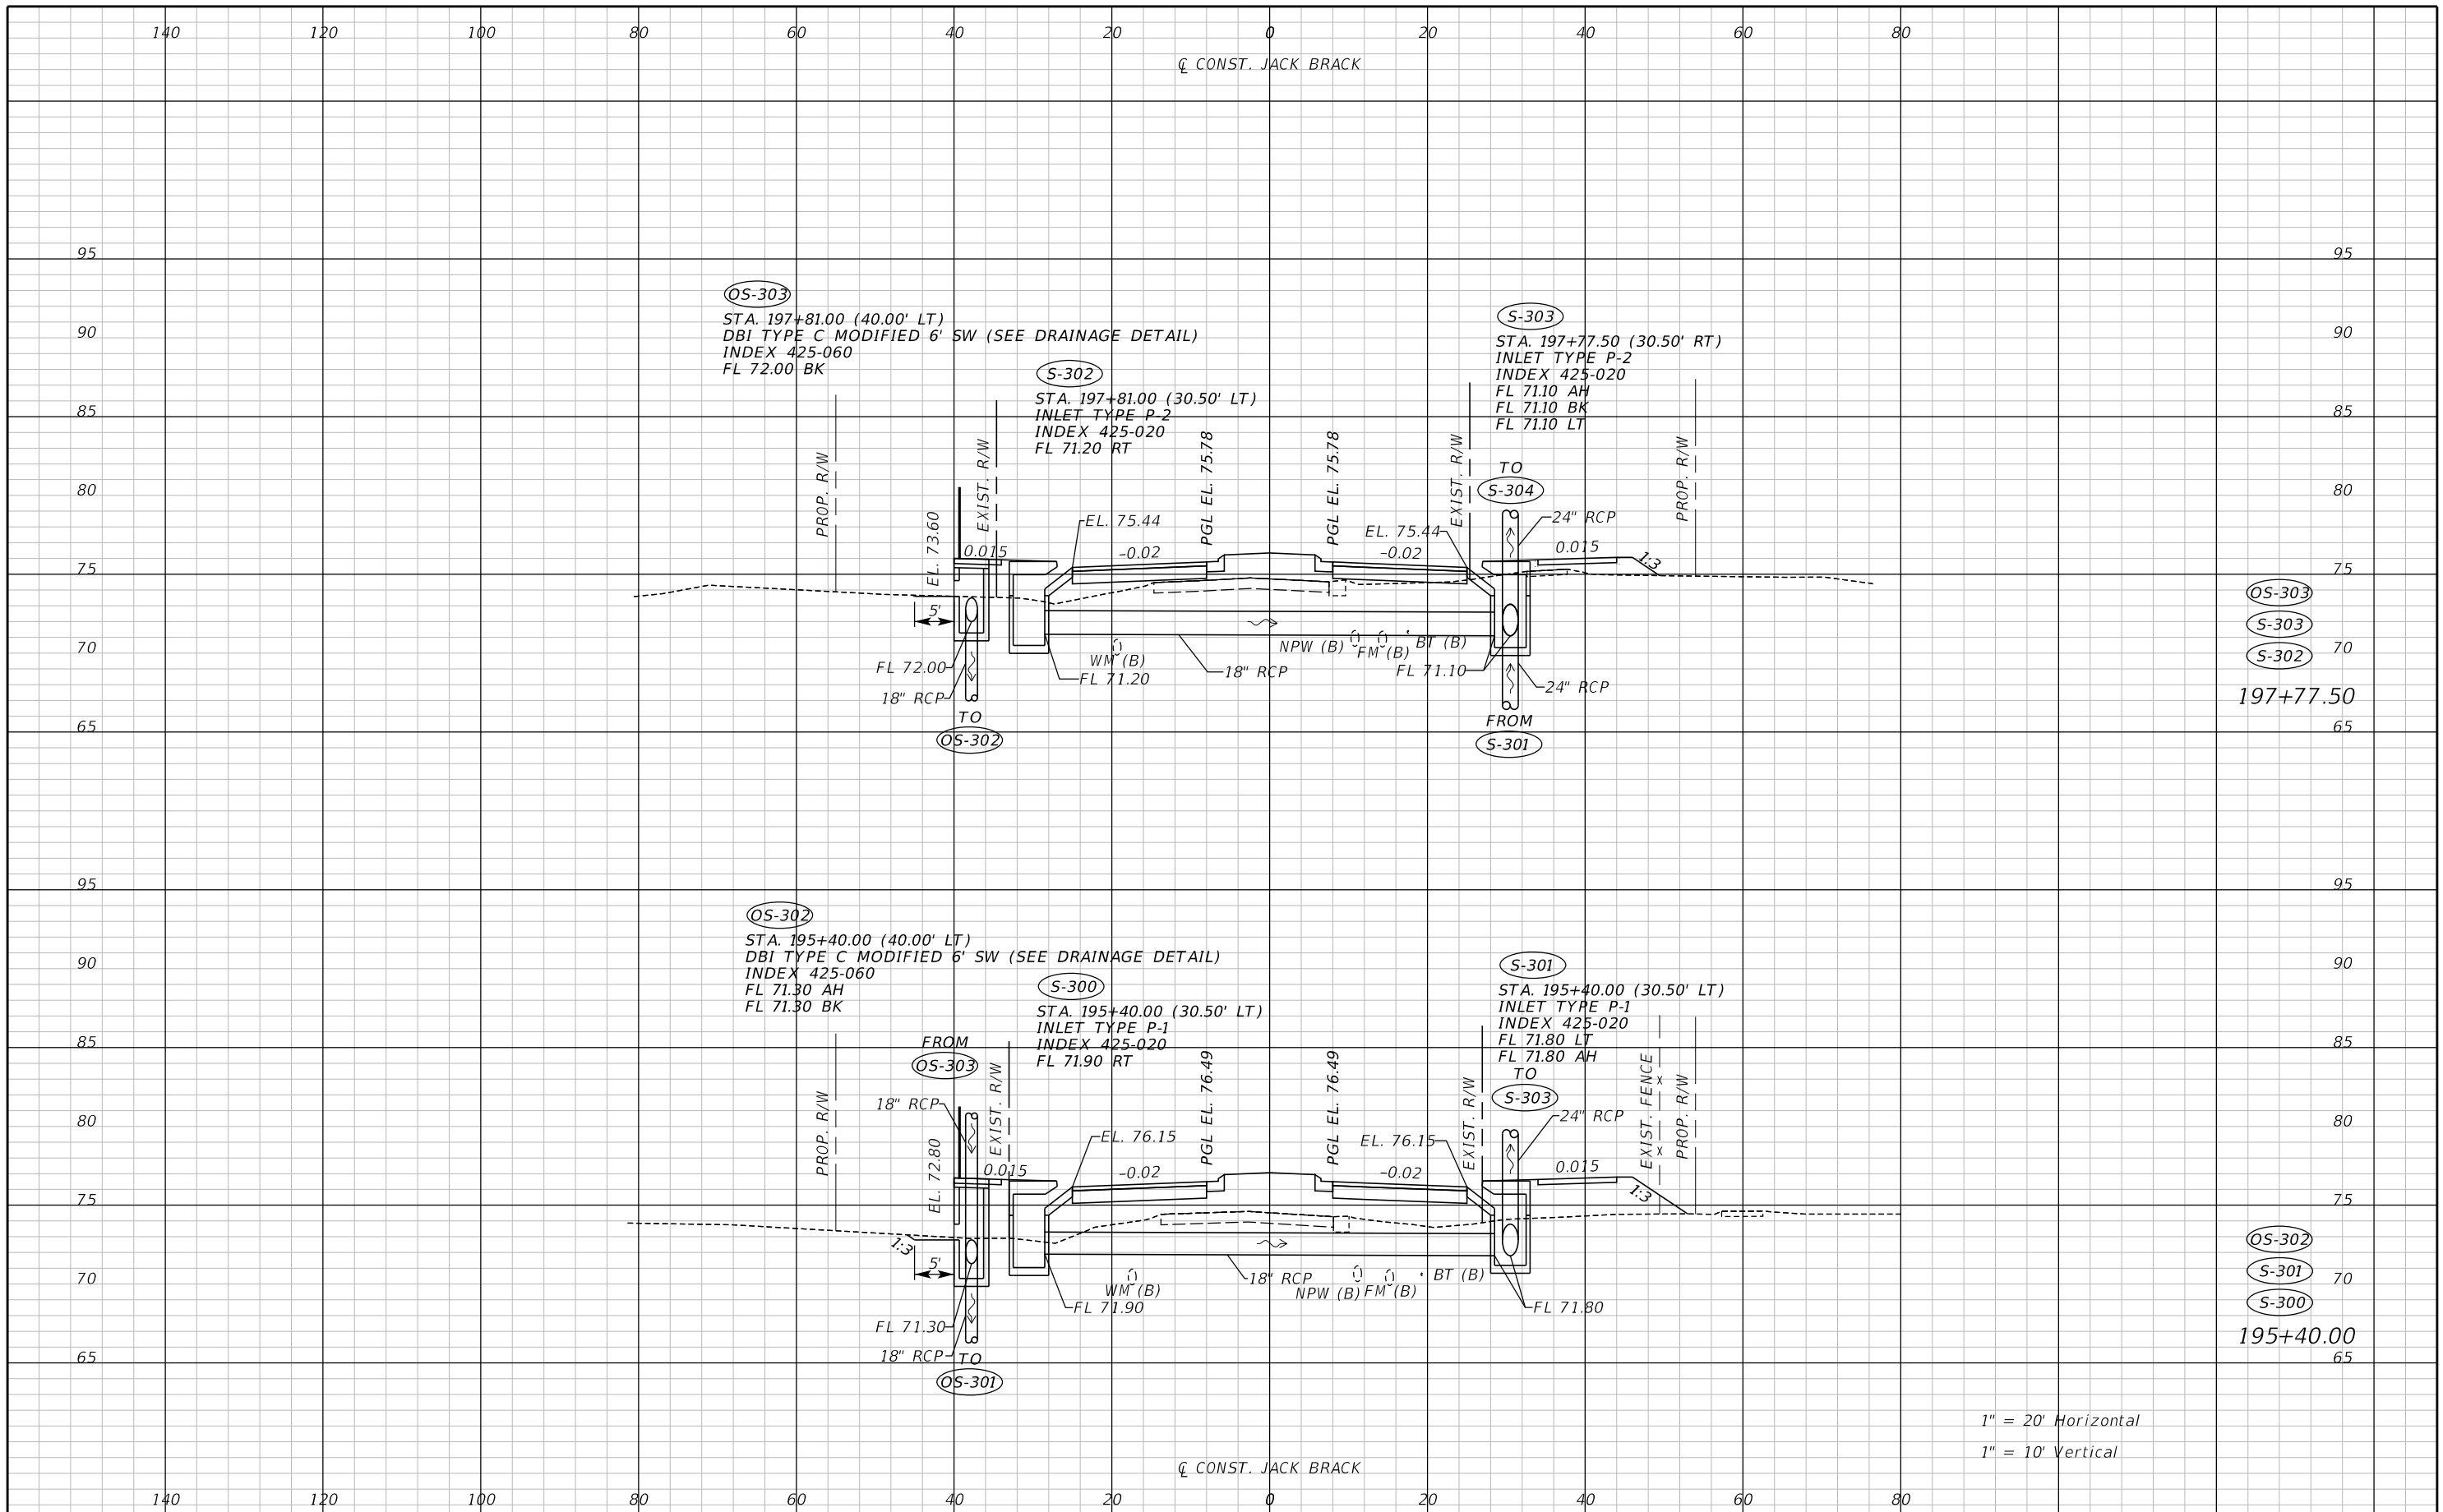 140 120 100 80 60 40 20 0 20 40 60 80
℄ CONST. JACK BRACK
95 95
OS-303
STA. 197+81.00 (40.00' LT)
DBI TYPE C MODIFIED 6' SW (SEE DRAINAGE DETAIL)
INDEX 425-060
FL 72.00 BK
S-302
STA. 197+81.00 (30.50' LT)
INLET TYPE P-2
INDEX 425-020
FL 71.20 RT
S-303
STA. 197+77.50 (30.50' RT)
INLET TYPE P-2
INDEX 425-020
FL 71.10 AH
FL 71.10 BK
FL 71.10 LT
90 90
85 85
PROP. R/W
EXIST. R/W
PGL EL. 75.78
PGL EL. 75.78
EXIST. R/W
PROP. R/W
TO
S-304
80 80
EL. 73.60
EL. 75.44
EL. 75.44
24" RCP
0.015
-0.02
-0.02
0.015
1:3
75 75
5'
OS-303
S-303
S-302
197+77.50
70 70
WM (B)
NPW (B)
FM (B)
BT (B)
FL 72.00
FL 71.20
18" RCP
FL 71.10
18" RCP
24" RCP
TO
OS-302
FROM
S-301
65 65
95 95
OS-302
STA. 195+40.00 (40.00' LT)
DBI TYPE C MODIFIED 6' SW (SEE DRAINAGE DETAIL)
INDEX 425-060
FL 71.30 AH
FL 71.30 BK
S-300
STA. 195+40.00 (30.50' LT)
INLET TYPE P-1
INDEX 425-020
FL 71.90 RT
S-301
STA. 195+40.00 (30.50' LT)
INLET TYPE P-1
INDEX 425-020
FL 71.80 LT
FL 71.80 AH
90 90
85 85
FROM
OS-303
TO
S-303
PROP. R/W
EXIST. R/W
PGL EL. 76.49
PGL EL. 76.49
EXIST. R/W
EXIST. FENCE
PROP. R/W
18" RCP
24" RCP
80 80
EL. 72.80
EL. 76.15
EL. 76.15
0.015
-0.02
-0.02
0.015
1:3
75 75
1:3
5'
OS-302
S-301
S-300
195+40.00
70 70
WM (B)
18" RCP
NPW (B)
FM (B)
BT (B)
FL 71.90
FL 71.80
FL 71.30
18" RCP
TO
OS-301
65 65
1" = 20' Horizontal
1" = 10' Vertical
℄ CONST. JACK BRACK
140 120 100 80 60 40 20 0 20 40 60 80